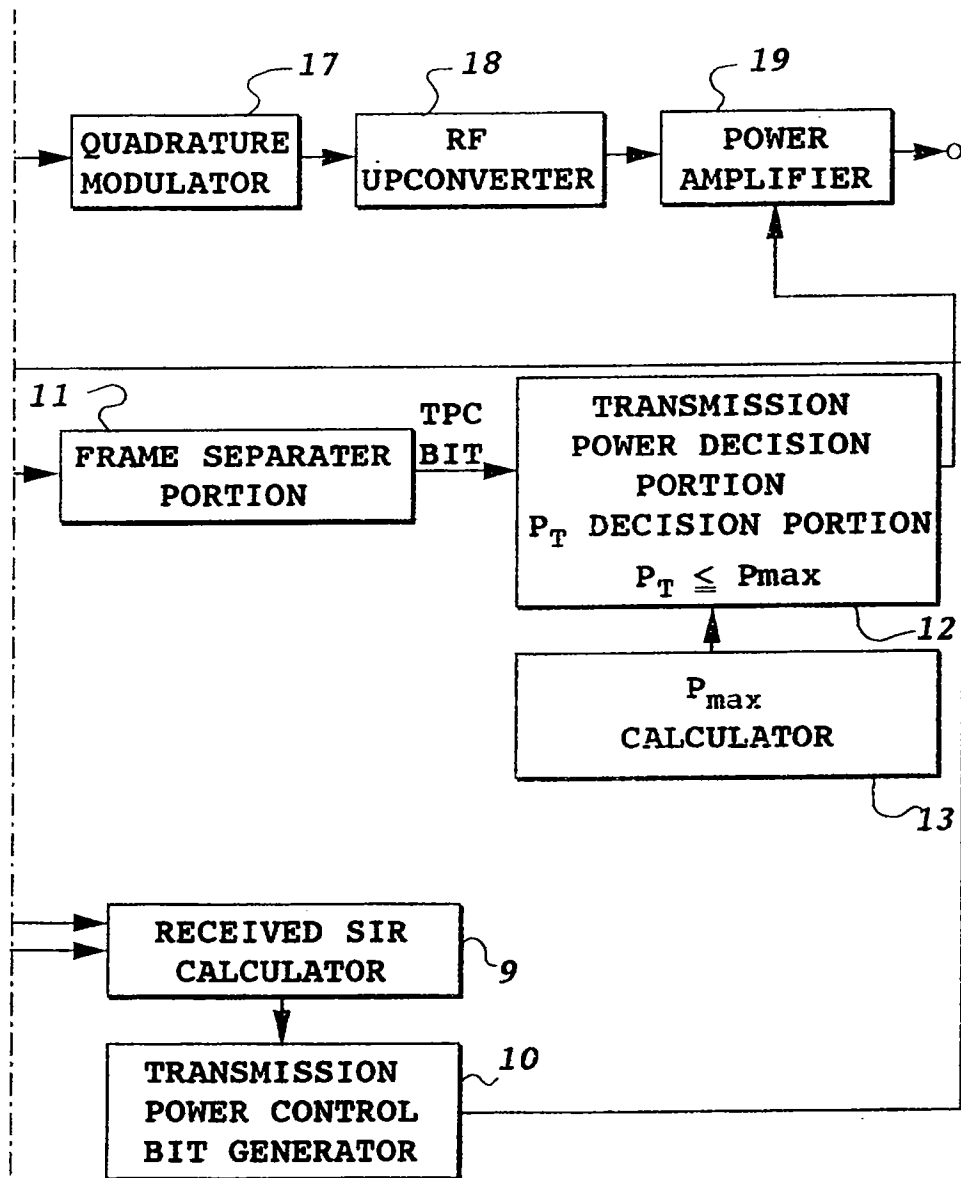 17
18
19
QUADRATURE
MODULATOR
RF
UPCONVERTER
POWER
AMPLIFIER
11
FRAME SEPARATER
PORTION
TPC
BIT
TRANSMISSION
POWER DECISION
PORTION
P_T DECISION PORTION
P_T ≦ Pmax
12
P_max
CALCULATOR
13
RECEIVED SIR
CALCULATOR
9
TRANSMISSION
POWER CONTROL
BIT GENERATOR
10